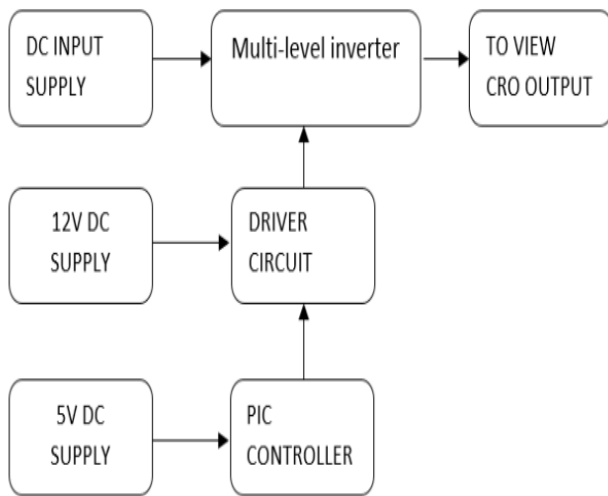 DC INPUT
SUPPLY
Multi-level inverter
TO VIEW
CRO OUTPUT
12V DC
SUPPLY
DRIVER
CIRCUIT
5V DC
SUPPLY
PIC
CONTROLLER